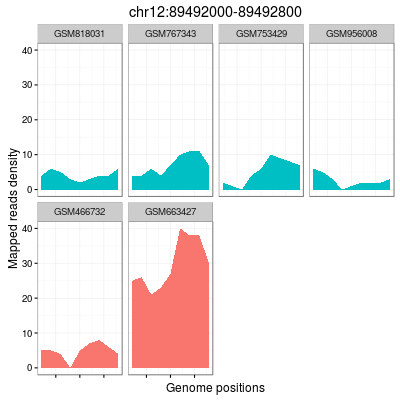 chr12:89492000-89492800
GSM818031 GSM767343 GSM753429 GSM956008
40
30
20
10
0
GSM466732 GSM663427
40
30
20
10
0
Mapped reads density
Genome positions